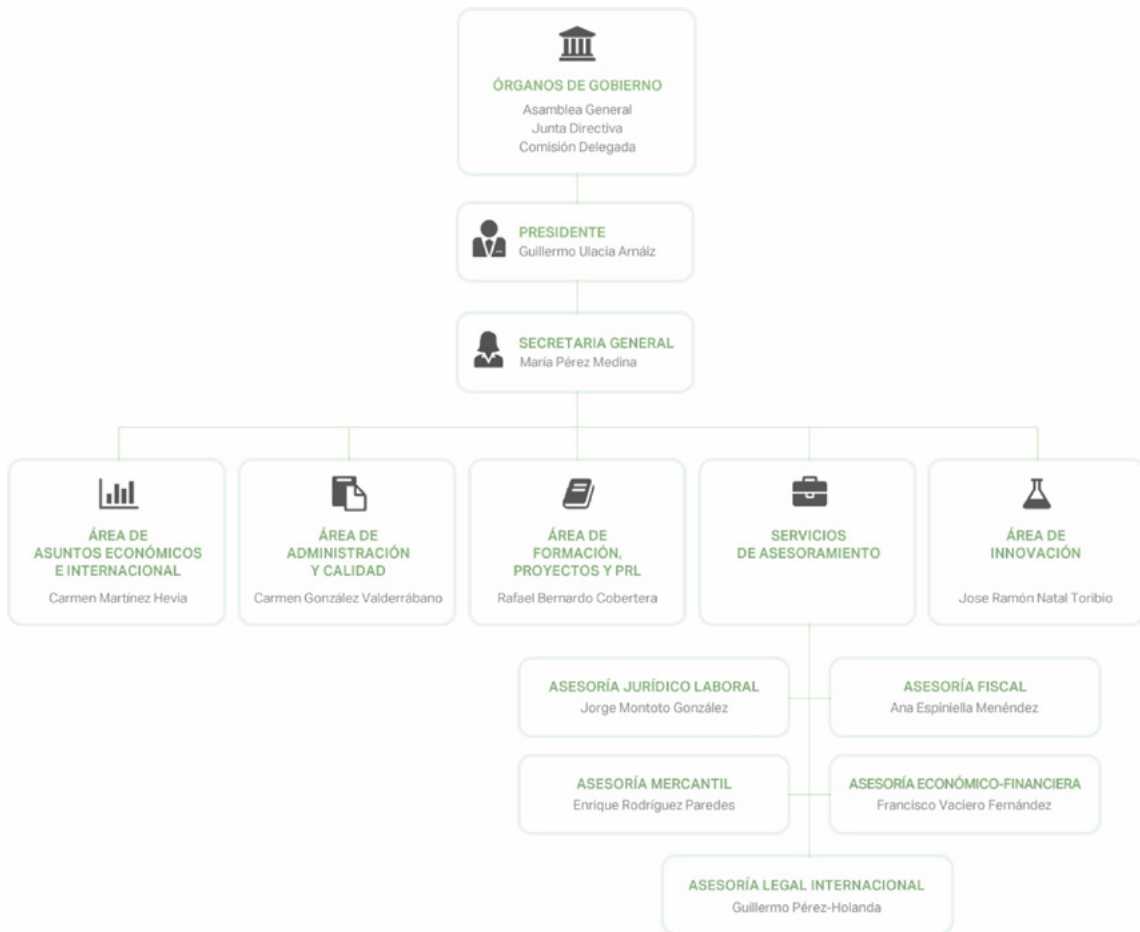 ÓRGANOS DE GOBIERNO
Asamblea General
Junta Directiva
Comisión Delegada
PRESIDENTE
Guillermo Ulacia Arnáiz
SECRETARIA GENERAL
María Pérez Medina
ÁREA DE
ASUNTOS ECONÓMICOS
E INTERNACIONAL
Carmen Martínez Hevia
ÁREA DE
ADMINISTRACIÓN
Y CALIDAD
Carmen González Valderrábano
ÁREA DE
FORMACIÓN,
PROYECTOS Y PRL
Rafael Bernardo Cobertera
SERVICIOS
DE ASESORAMIENTO
ÁREA DE
INNOVACIÓN
Jose Ramón Natal Toribio
ASESORÍA JURÍDICO LABORAL
Jorge Montoto González
ASESORÍA FISCAL
Ana Espiniella Menéndez
ASESORÍA MERCANTIL
Enrique Rodríguez Paredes
ASESORÍA ECONÓMICO-FINANCIERA
Francisco Vaciero Fernández
ASESORÍA LEGAL INTERNACIONAL
Guillermo Pérez-Holanda